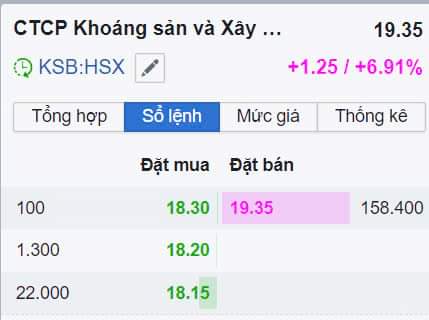 CTCP Khoáng sản và Xây ... 19.35
KSB:HSX +1.25 / +6.91%
Tổng hợp Sổ lệnh Mức giá Thống kê
Đặt mua Đặt bán
100 18.30 19.35 158.400
1.300 18.20
22.000 18.15